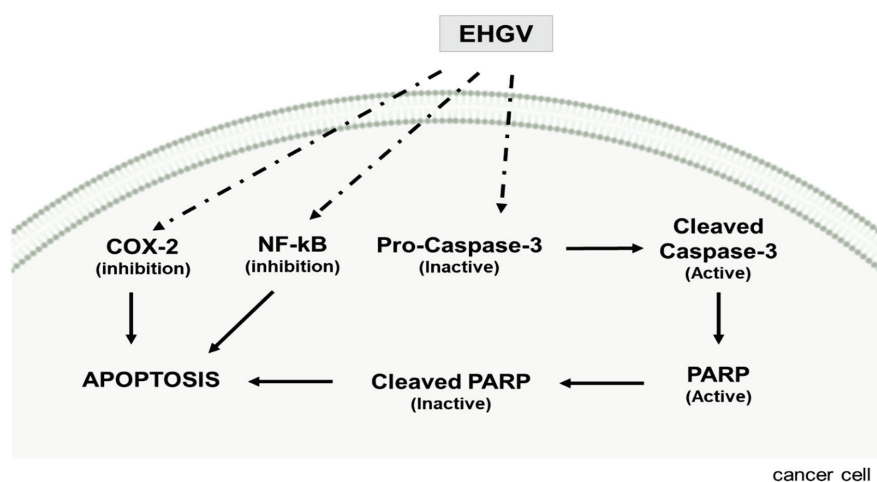 EHGV
COX-2
(inhibition)
NF-kB
(inhibition)
Pro-Caspase-3
(Inactive)
Cleaved
Caspase-3
(Active)
APOPTOSIS
Cleaved PARP
(Inactive)
PARP
(Active)
cancer cell